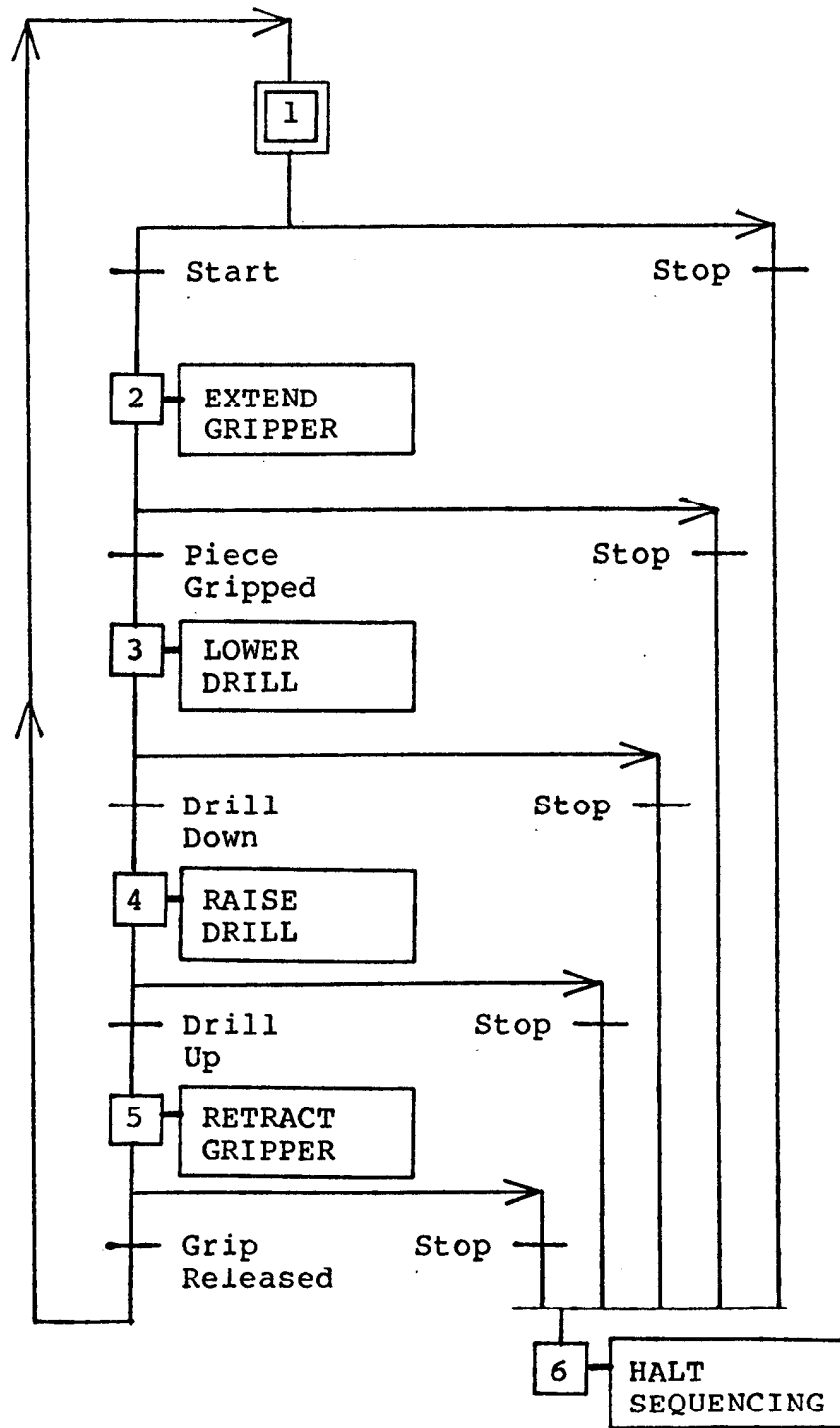 1
Start
Stop
2
EXTEND
GRIPPER
Piece
Gripped
Stop
3
LOWER
DRILL
Drill
Down
Stop
4
RAISE
DRILL
Drill
Up
Stop
5
RETRACT
GRIPPER
Grip
Released
Stop
6
HALT
SEQUENCING